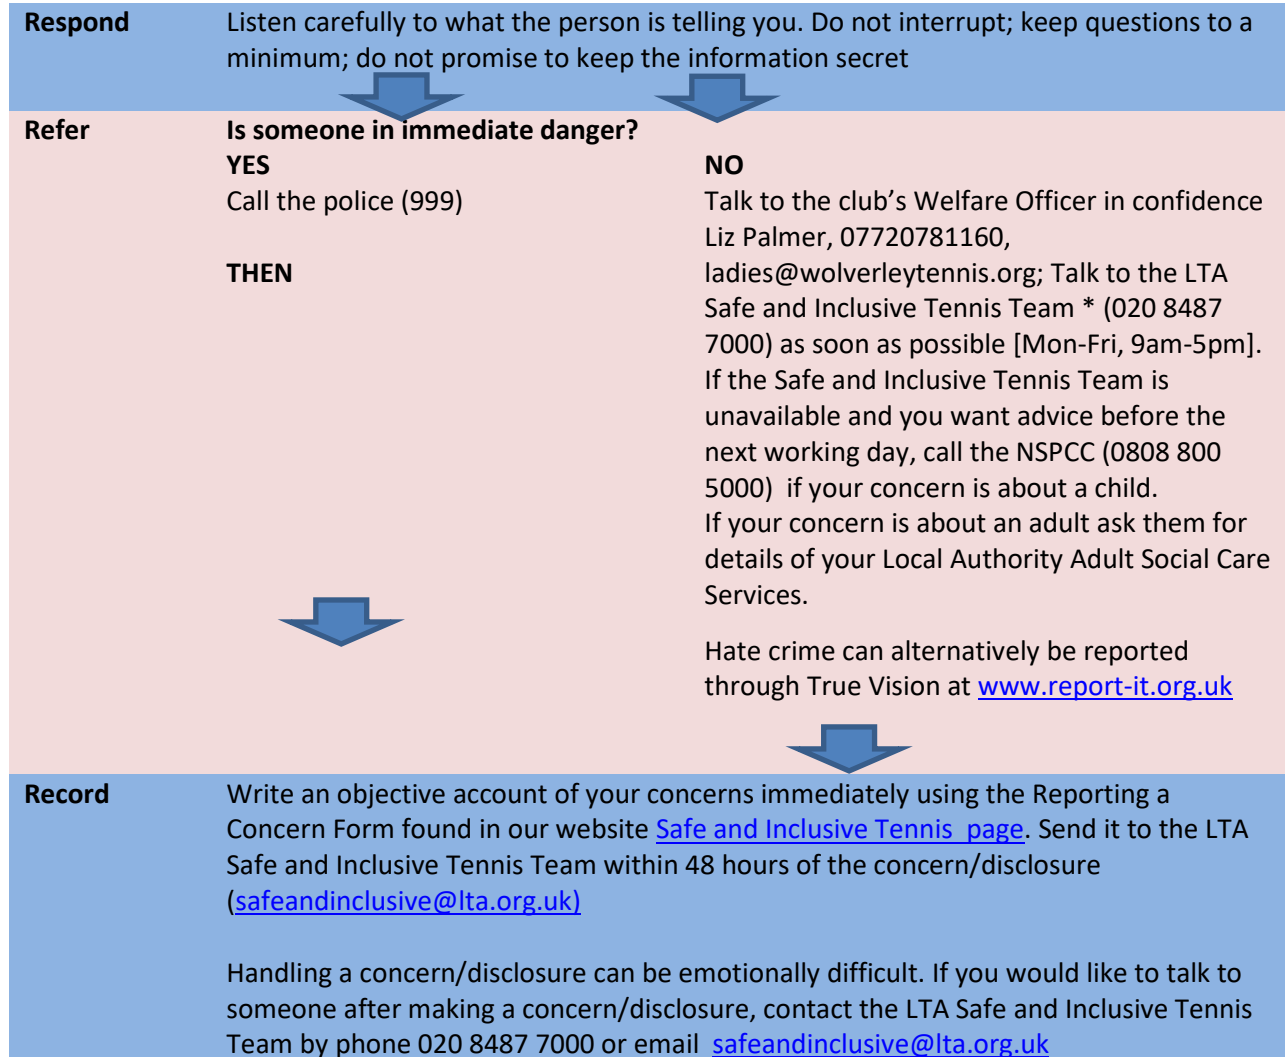 Respond
Listen carefully to what the person is telling you. Do not interrupt; keep questions to a
minimum; do not promise to keep the information secret
Refer
Is someone in immediate danger?
YES
Call the police (999)
THEN
NO
Talk to the club’s Welfare Officer in confidence
Liz Palmer, 07720781160,
ladies@wolverleytennis.org; Talk to the LTA
Safe and Inclusive Tennis Team * (020 8487
7000) as soon as possible [Mon-Fri, 9am-5pm].
If the Safe and Inclusive Tennis Team is
unavailable and you want advice before the
next working day, call the NSPCC (0808 800
5000)  if your concern is about a child.
If your concern is about an adult ask them for
details of your Local Authority Adult Social Care
Services.
Hate crime can alternatively be reported
through True Vision at www.report-it.org.uk
Record
Write an objective account of your concerns immediately using the Reporting a
Concern Form found in our website Safe and Inclusive Tennis  page. Send it to the LTA
Safe and Inclusive Tennis Team within 48 hours of the concern/disclosure
(safeandinclusive@lta.org.uk)
Handling a concern/disclosure can be emotionally difficult. If you would like to talk to
someone after making a concern/disclosure, contact the LTA Safe and Inclusive Tennis
Team by phone 020 8487 7000 or email  safeandinclusive@lta.org.uk